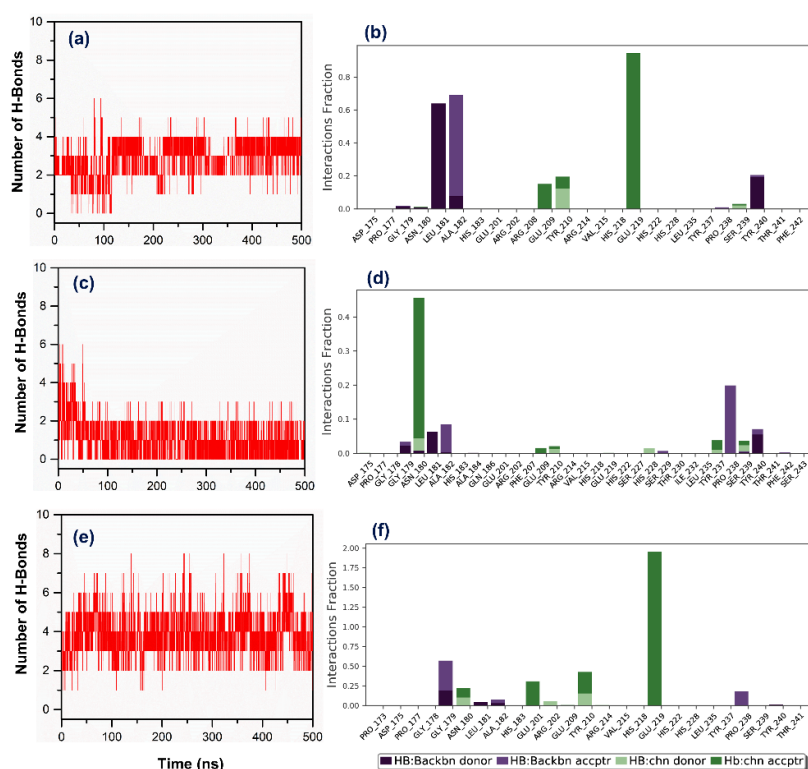 (a)
Number of H-Bonds
10
8
6
4
2
0
0 100 200 300 400 500
(b)
Interactions Fraction
0.8
0.6
0.4
0.2
0.0
ASP_175
PRO_177
GLY_179
ASN_180
LEU_181
ALA_182
HIS_183
GLU_201
ARG_202
ARG_208
GLU_209
TYR_210
ARG_214
VAL_215
HIS_218
GLU_219
HIS_222
HIS_228
LEU_235
TYR_237
PRO_238
SER_239
TYR_240
THR_241
PHE_242
(c)
Number of H-Bonds
10
8
6
4
2
0
0 100 200 300 400 500
(d)
Interactions Fraction
0.4
0.3
0.2
0.1
0.0
ASP_175
PRO_177
GLY_178
GLY_179
ASN_180
LEU_181
ALA_182
HIS_183
ALA_184
GLN_186
GLU_201
ARG_202
PHE_207
GLU_209
TYR_210
ARG_214
VAL_215
HIS_218
GLU_219
HIS_222
SER_227
HIS_228
SER_229
THR_230
ILE_232
LEU_235
TYR_237
PRO_238
SER_239
TYR_240
THR_241
PHE_242
SER_243
(e)
Number of H-Bonds
10
8
6
4
2
0
0 100 200 300 400 500
Time (ns)
(f)
Interactions Fraction
2.00
1.75
1.50
1.25
1.00
0.75
0.50
0.25
0.00
PRO_173
ASP_175
PRO_177
GLY_178
GLY_179
ASN_180
LEU_181
ALA_182
HIS_183
GLU_201
ARG_202
GLU_209
TYR_210
ARG_214
VAL_215
HIS_218
GLU_219
HIS_222
HIS_228
LEU_235
TYR_237
PRO_238
SER_239
TYR_240
THR_241
HB:Backbn donor HB:Backbn accptr HB:chn donor HB:chn accptr